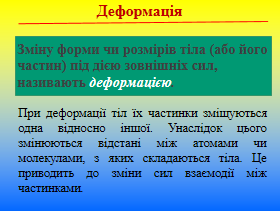 Деформація
Зміну форми чи розмірів тіла (або його
частин) під дією зовнішніх сил,
називають деформацією.
При деформації тіл їх частинки зміщуються
одна відносно іншої. Унаслідок цього
змінюються відстані між атомами чи
молекулами, з яких складаються тіла. Це
приводить до зміни сил взаємодії між
частинками.